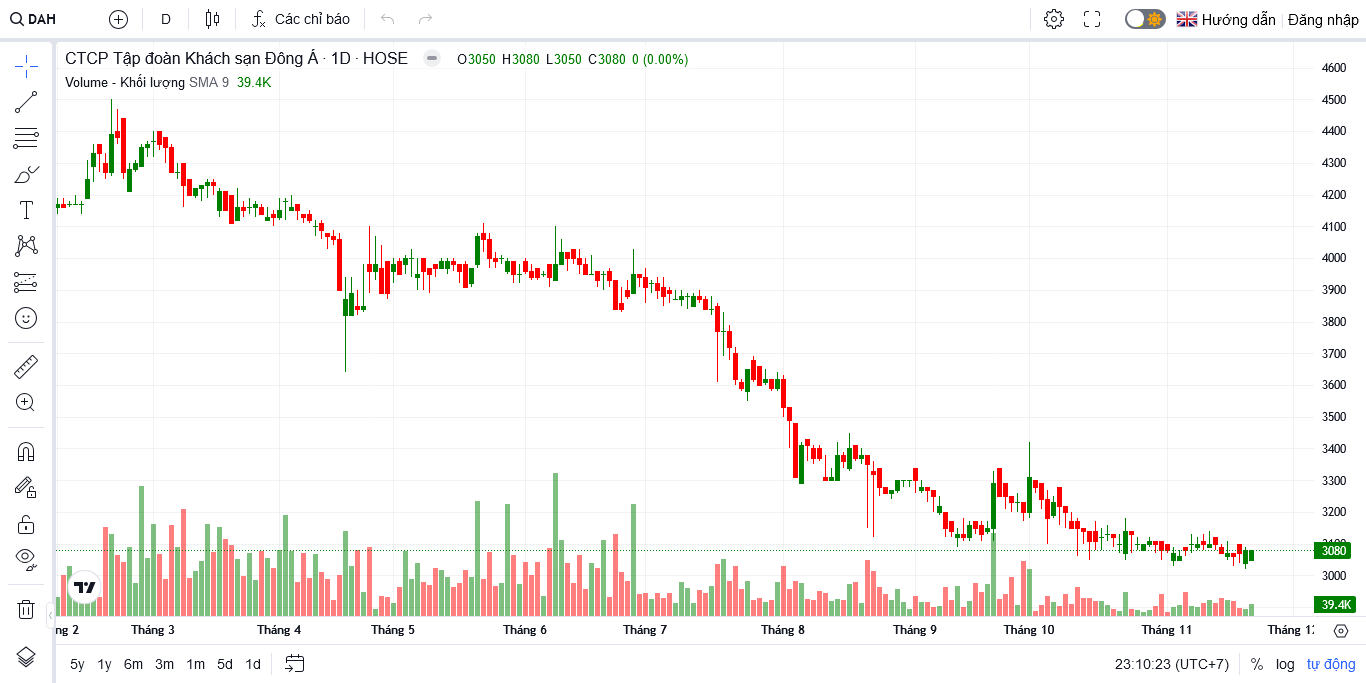 DAH
D
Các chỉ báo
Hướng dẫn
Đăng nhập
CTCP Tập đoàn Khách sạn Đông Á · 1D · HOSE
O3050 H3080 L3050 C3080 0 (0.00%)
Volume - Khối lượng SMA 9 39.4K
4600
4500
4400
4300
4200
4100
4000
3900
3800
3700
3600
3500
3400
3300
3200
3100
3080
3000
39.4K
ng 2
Tháng 3
Tháng 4
Tháng 5
Tháng 6
Tháng 7
Tháng 8
Tháng 9
Tháng 10
Tháng 11
Tháng 12
5y 1y 6m 3m 1m 5d 1d
23:10:23 (UTC+7)
% log tự động